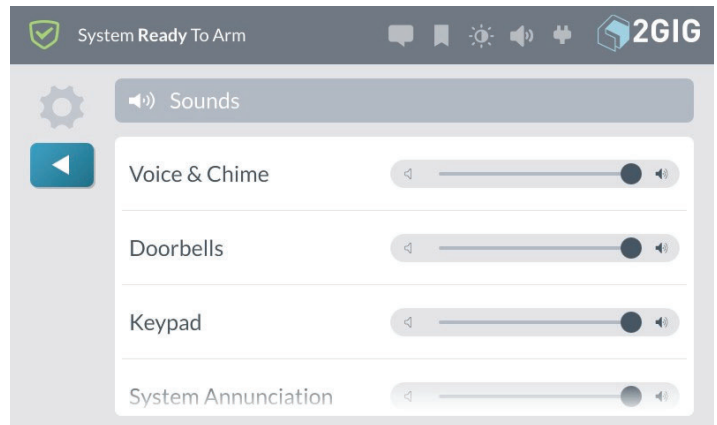 System Ready To Arm
2GIG
Sounds
Voice & Chime
Doorbells
Keypad
System Annunciation